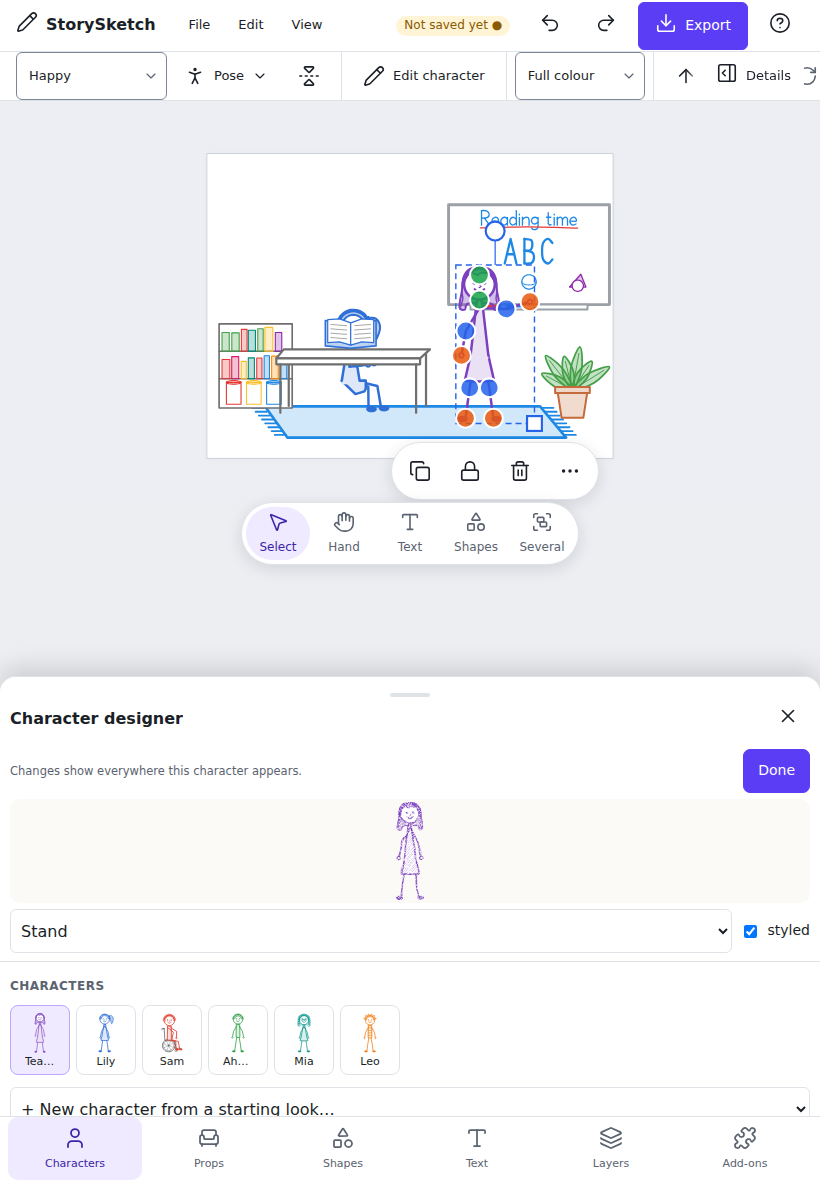 StorySketch
File Edit View
Not saved yet
Export
Happy
Pose
Edit character
Full colour
Details
Reading time
ABC
Select
Hand
Text
Shapes
Several
Character designer
Changes show everywhere this character appears.
Done
Stand
styled
CHARACTERS
Tea...
Lily
Sam
Ah...
Mia
Leo
+ New character from a starting look...
Characters
Props
Shapes
Text
Layers
Add-ons